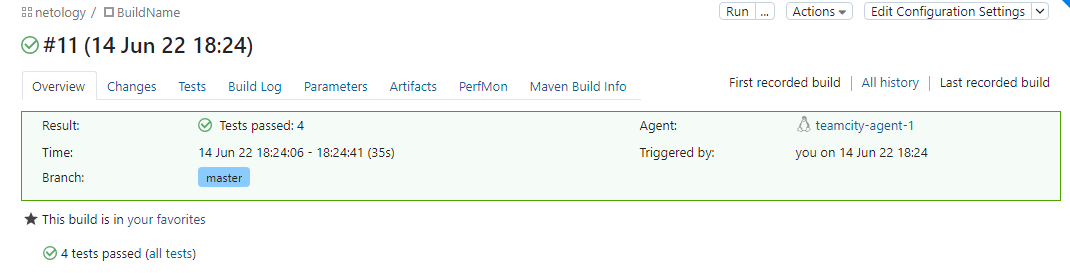 netology / BuildName
Run ... Actions Edit Configuration Settings
#11 (14 Jun 22 18:24)
Overview Changes Tests Build Log Parameters Artifacts PerfMon Maven Build Info First recorded build All history Last recorded build
Result: Tests passed: 4 Agent: teamcity-agent-1
Time: 14 Jun 22 18:24:06 - 18:24:41 (35s) Triggered by: you on 14 Jun 22 18:24
Branch: master
This build is in your favorites
4 tests passed (all tests)